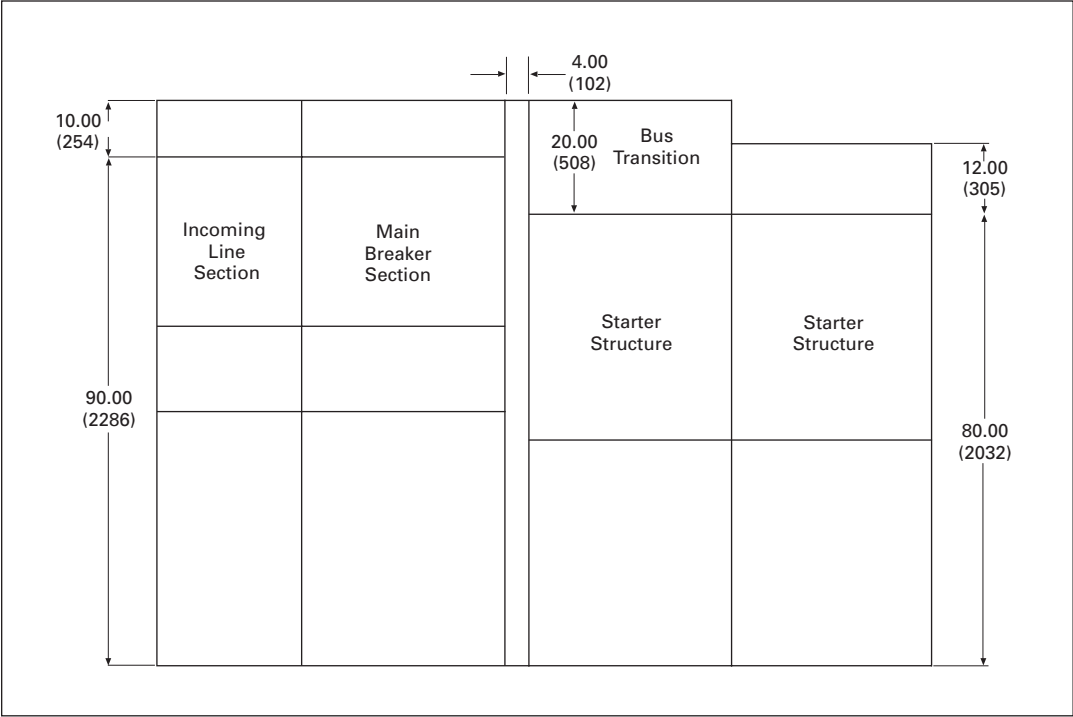 4.00
(102)
10.00
(254)
20.00
(508)
Bus
Transition
12.00
(305)
Incoming
Line
Section
Main
Breaker
Section
Starter
Structure
Starter
Structure
90.00
(2286)
80.00
(2032)